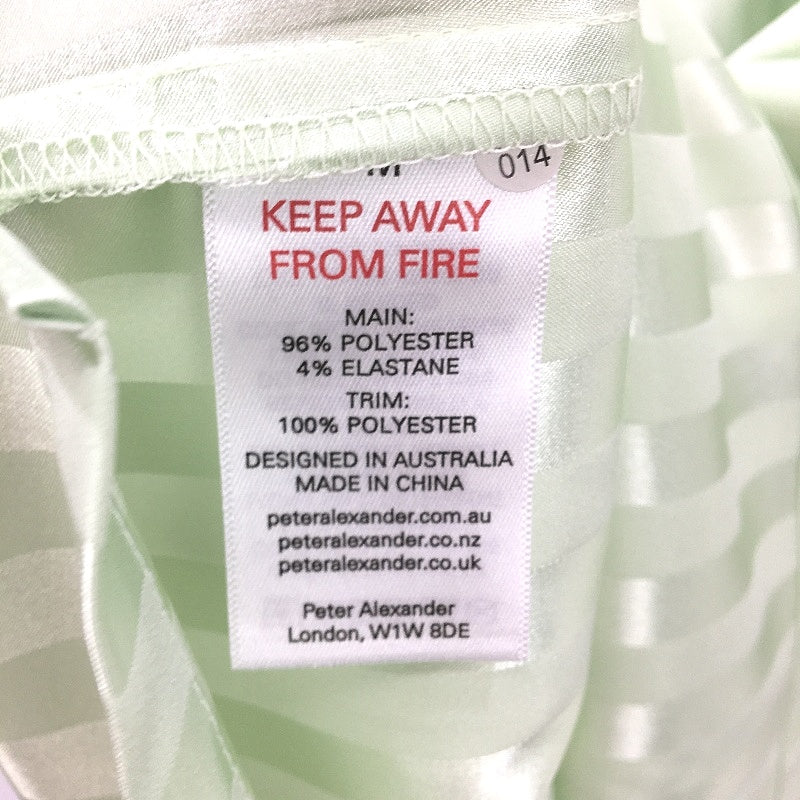 M
014
KEEP AWAY
FROM FIRE
MAIN:
96% POLYESTER
4% ELASTANE
TRIM:
100% POLYESTER
DESIGNED IN AUSTRALIA
MADE IN CHINA
peteralexander.com.au
peteralexander.co.nz
peteralexander.co.uk
Peter Alexander
London, W1W 8DE